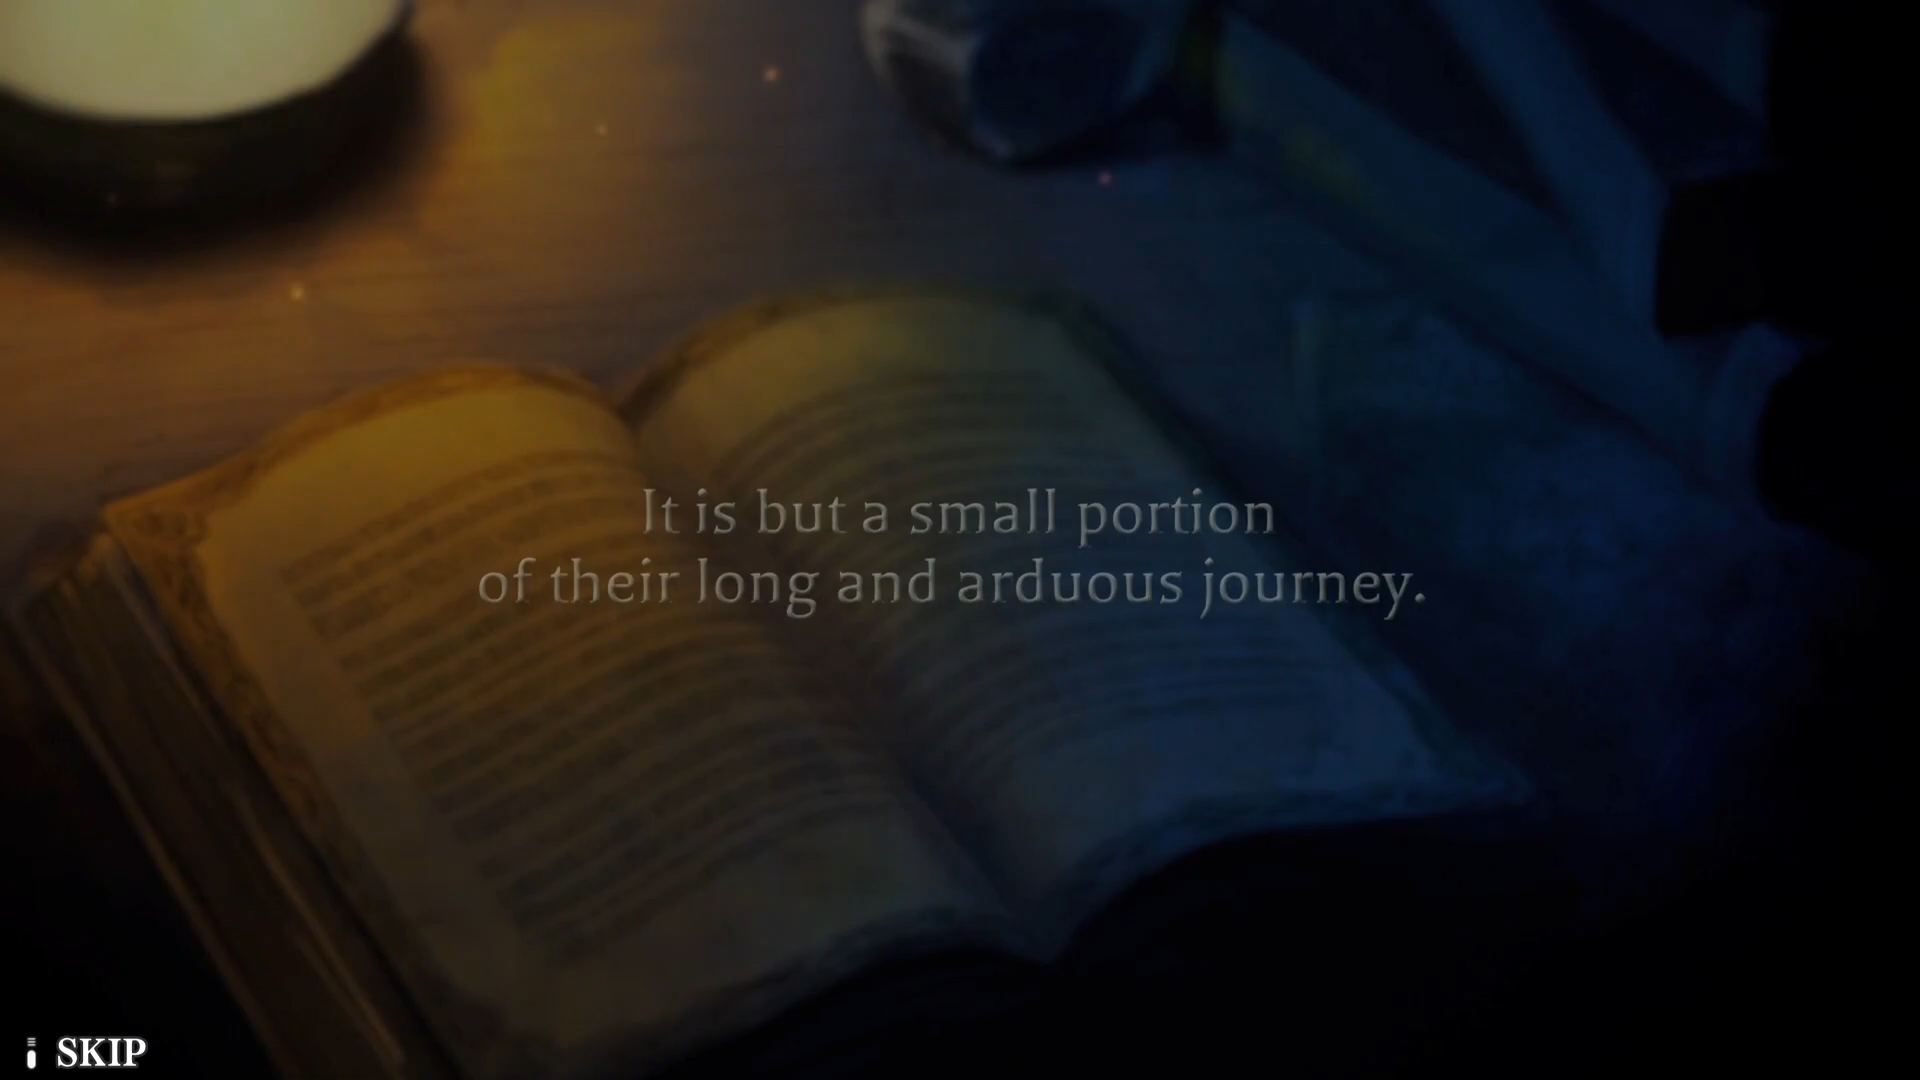 It is but a small portion
of their long and arduous journey.
SKIP